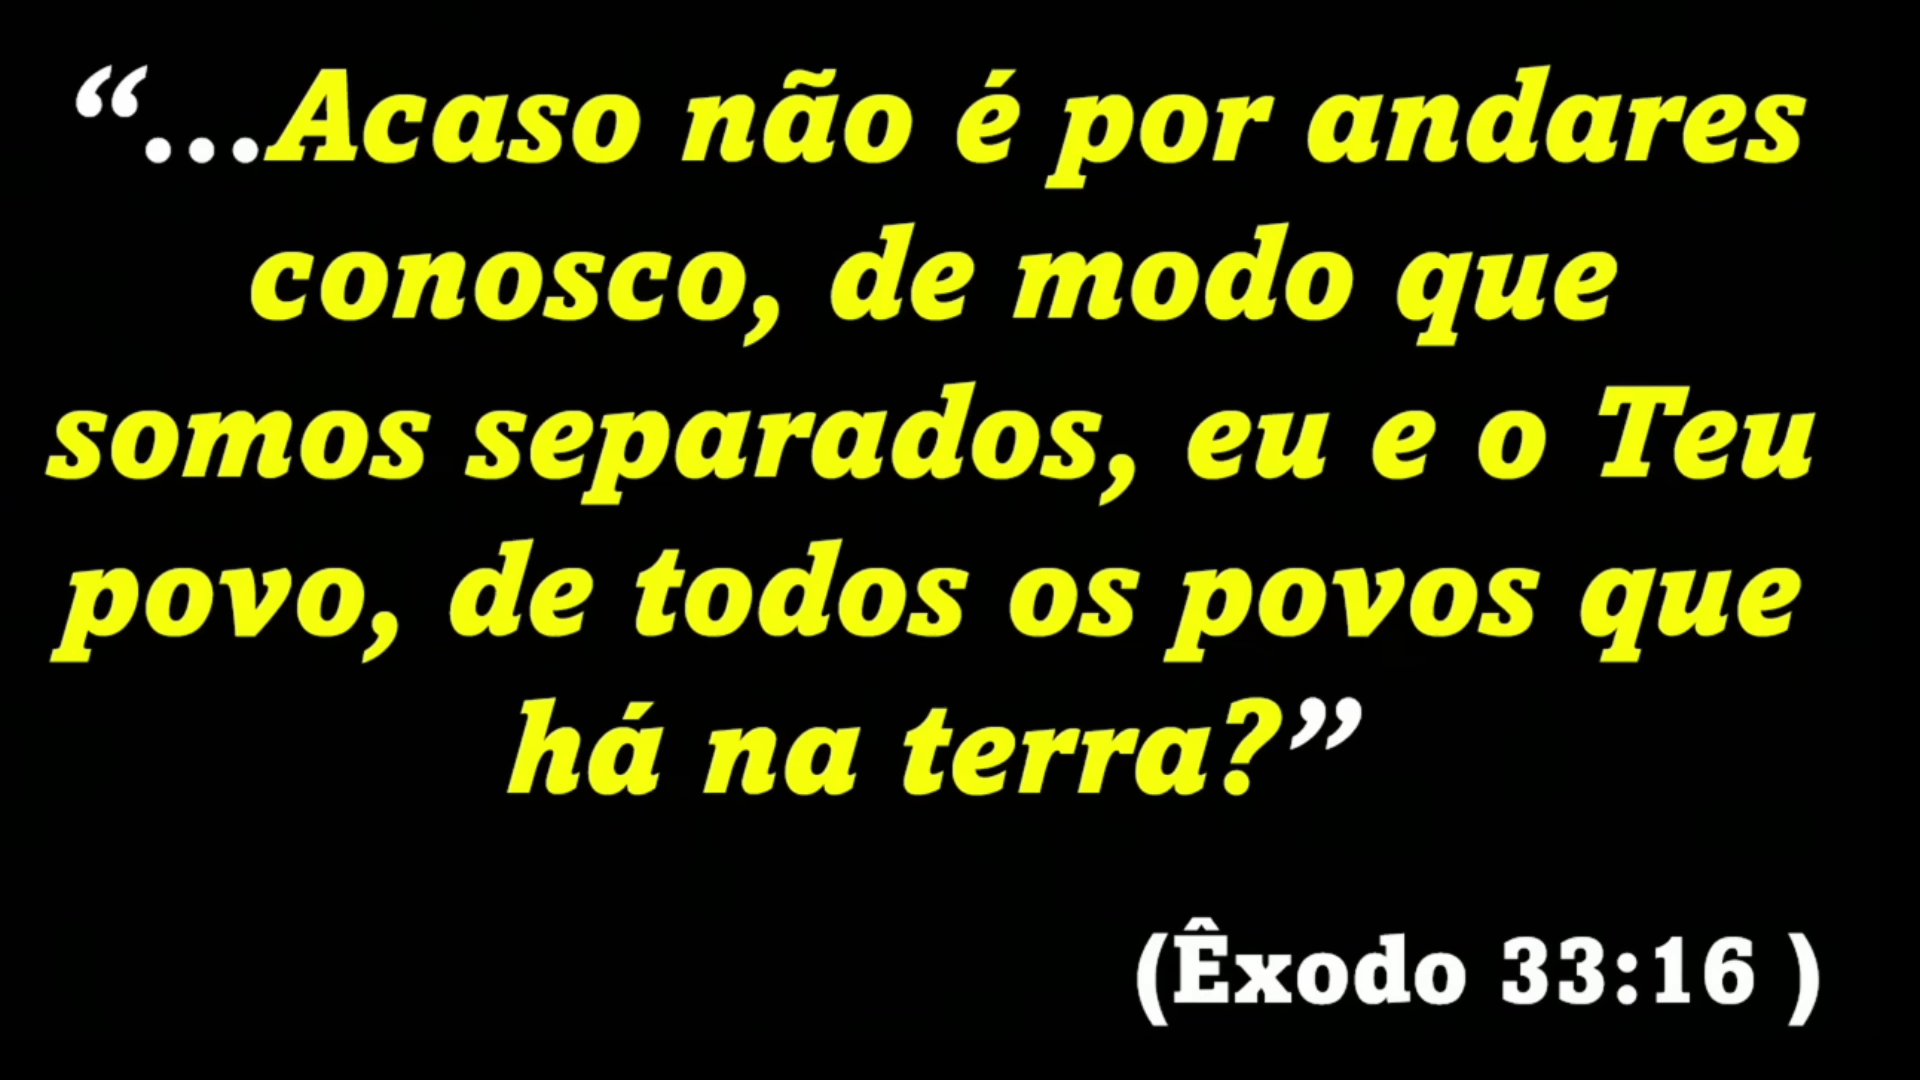 “...Acaso não é por andares
conosco, de modo que
somos separados, eu e o Teu
povo, de todos os povos que
há na terra?”
(Êxodo 33:16 )